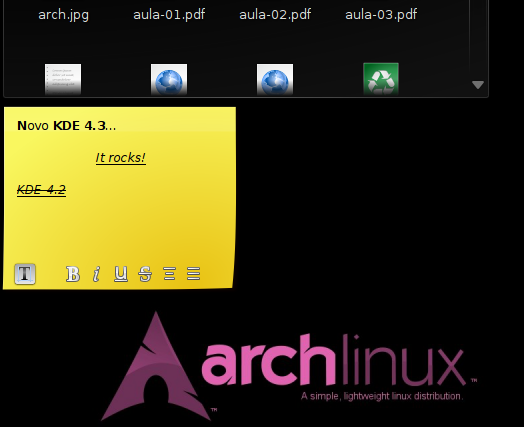 arch.jpg aula-01.pdf aula-02.pdf aula-03.pdf
Novo KDE 4.3...
It rocks!
KDE 4.2
T B i U S
archlinux™
A simple, lightweight linux distribution.
™